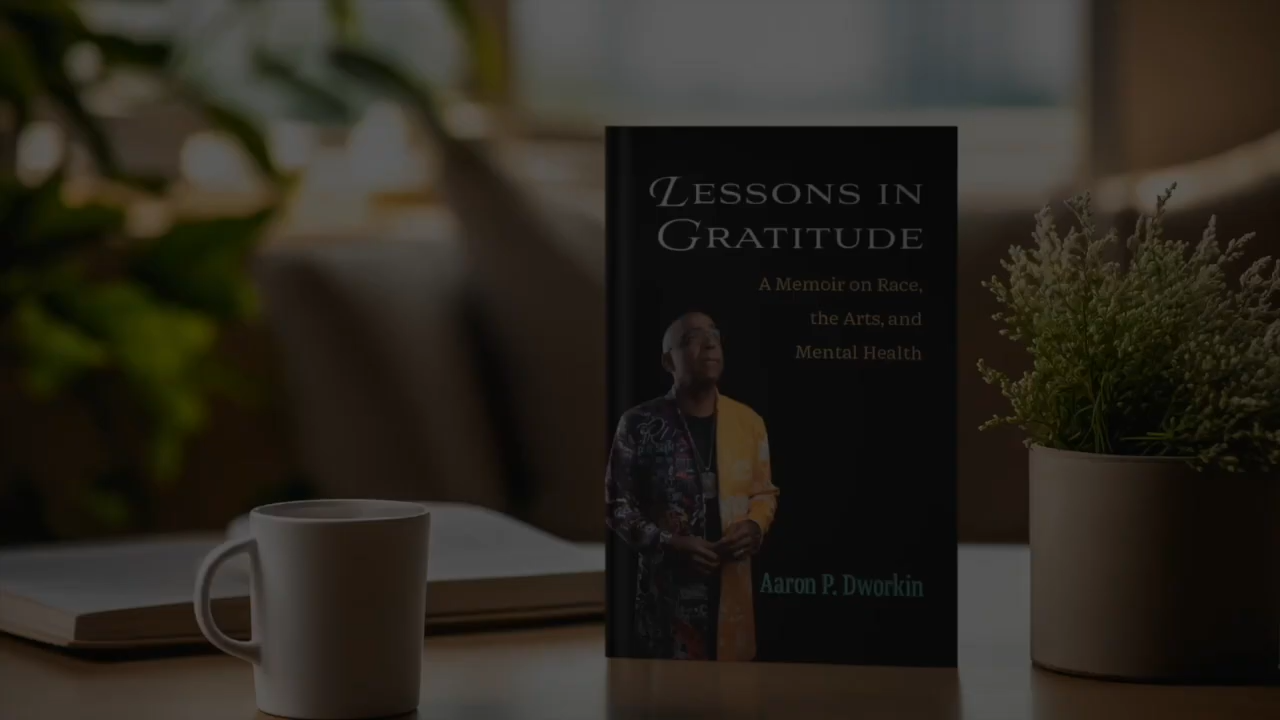 Lessons in
Gratitude
A Memoir on Race,
the Arts, and
Mental Health
Aaron P. Dworkin